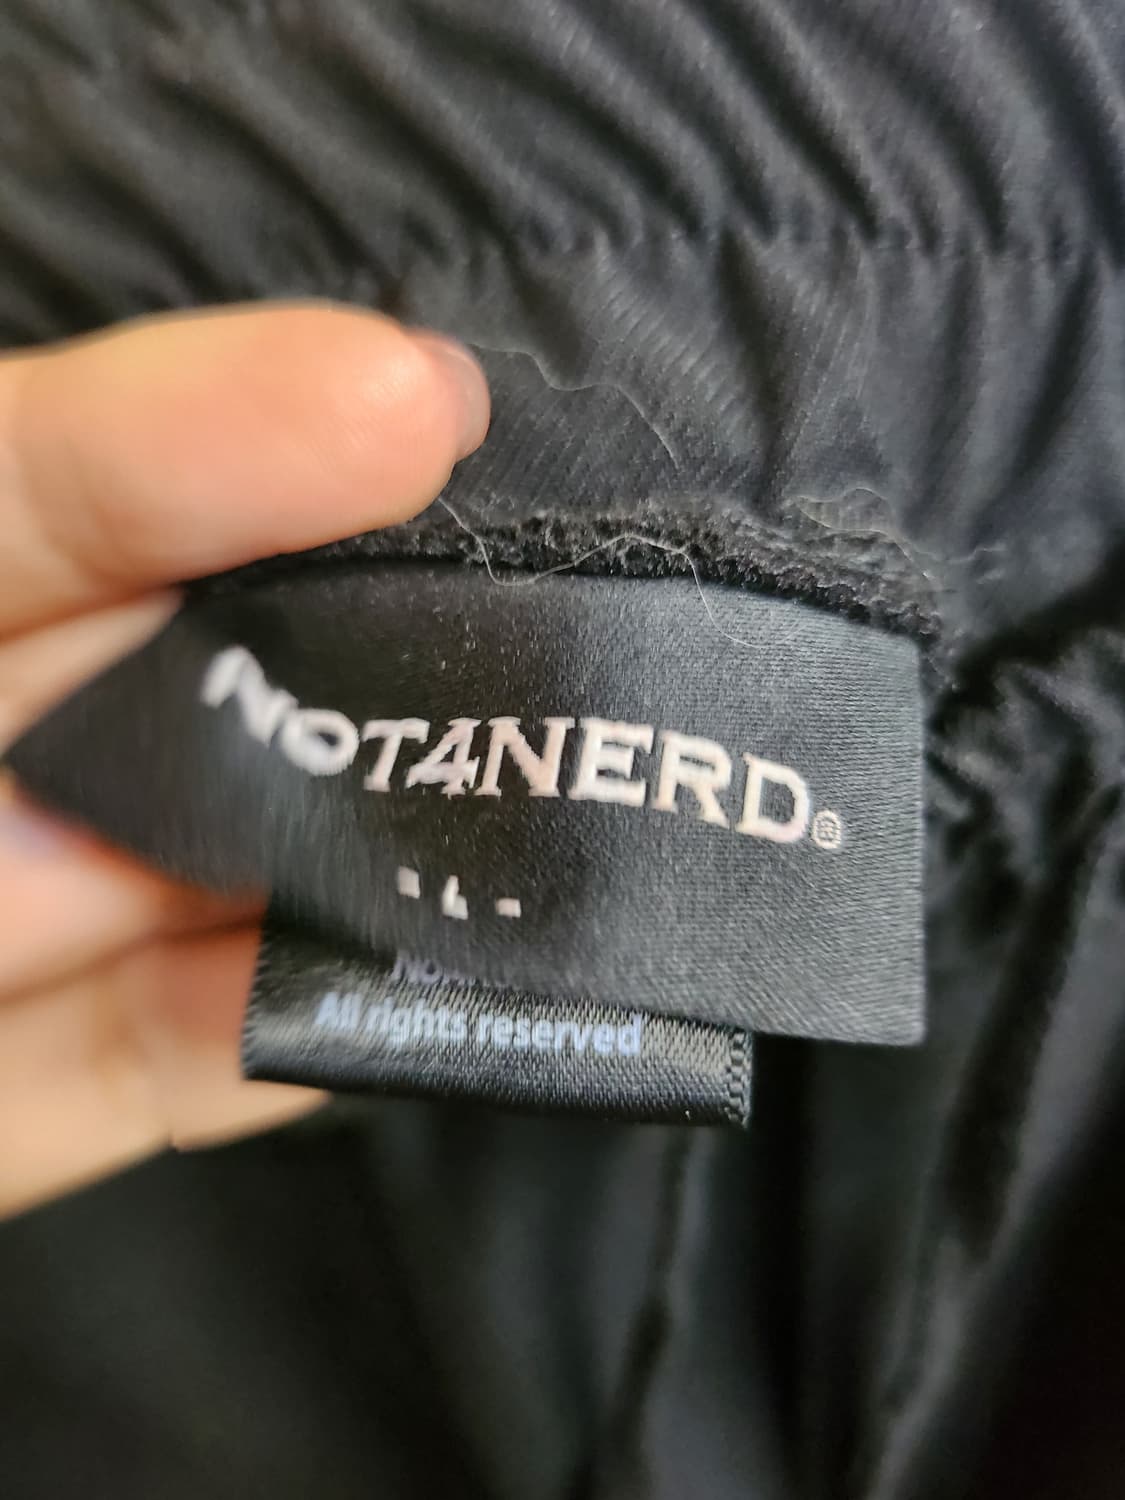 NOT4NERD®
- L -
All rights reserved